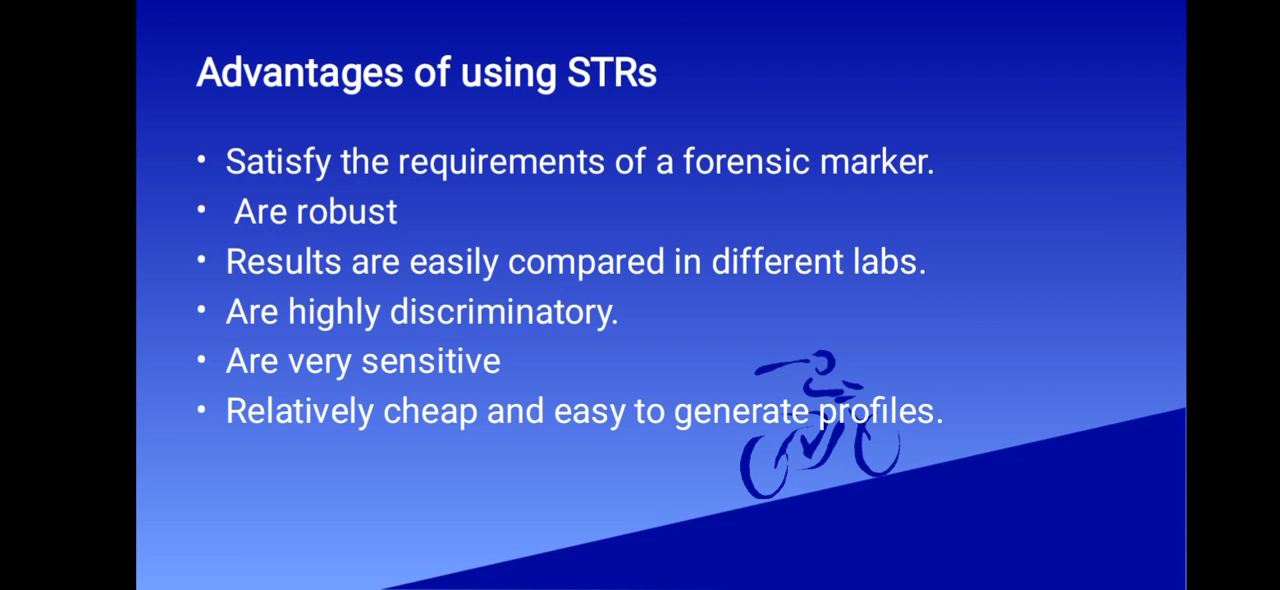 Advantages of using STRs
• Satisfy the requirements of a forensic marker.
• Are robust
• Results are easily compared in different labs.
• Are highly discriminatory.
• Are very sensitive
• Relatively cheap and easy to generate profiles.